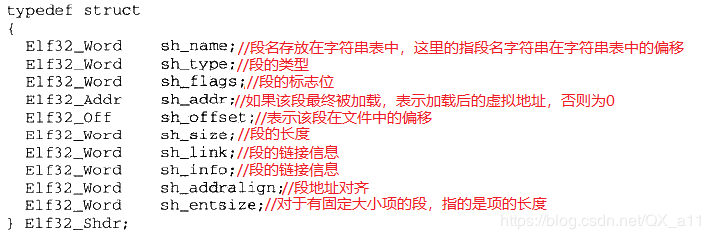 typedef struct
{
Elf32_Word sh_name;//段名存放在字符串表中，这里的指段名字符串在字符串表中的偏移
Elf32_Word sh_type;//段的类型
Elf32_Word sh_flags;//段的标志位
Elf32_Addr sh_addr;//如果该段最终被加载，表示加载后的虚拟地址，否则为0
Elf32_Off sh_offset;//表示该段在文件中的偏移
Elf32_Word sh_size;//段的长度
Elf32_Word sh_link;//段的链接信息
Elf32_Word sh_info;//段的链接信息
Elf32_Word sh_addralign;//段地址对齐
Elf32_Word sh_entsize;//对于有固定大小项的段，指的是项的长度
} Elf32_Shdr;
https://blog.csdn.net/QX_a11